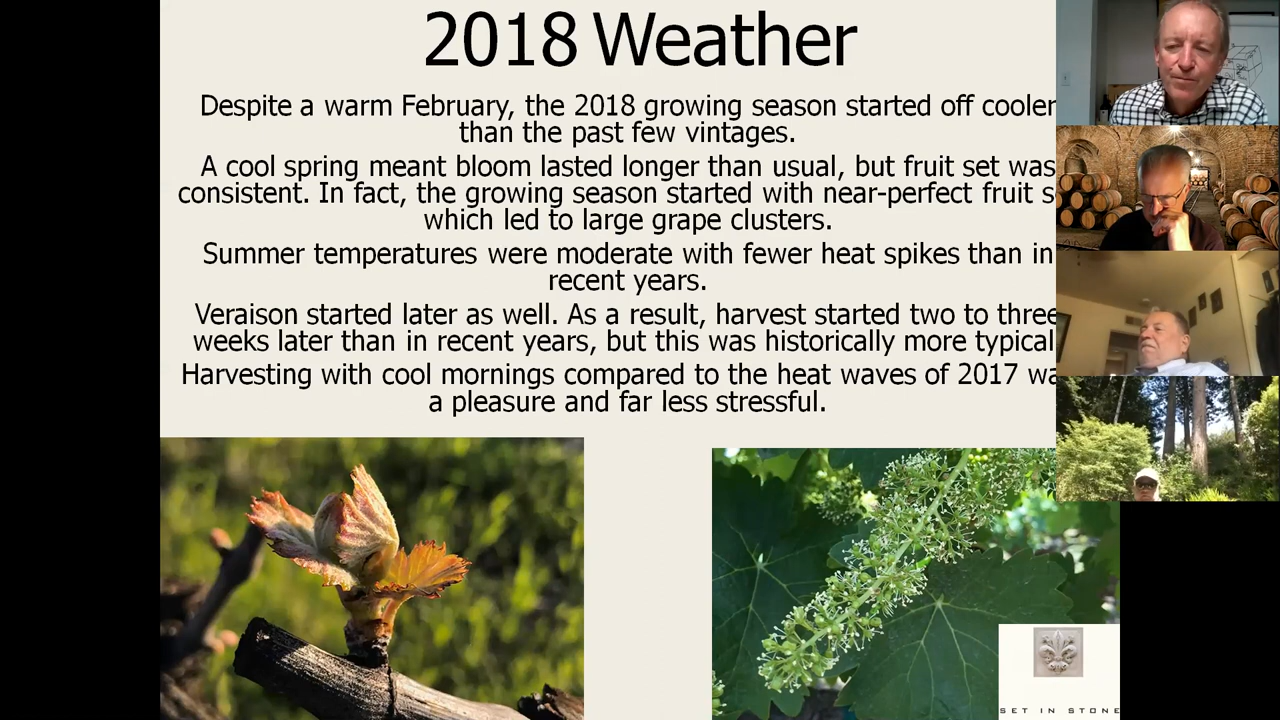 2018 Weather
Despite a warm February, the 2018 growing season started off cooler
than the past few vintages.
A cool spring meant bloom lasted longer than usual, but fruit set was
consistent. In fact, the growing season started with near-perfect fruit
which led to large grape clusters.
Summer temperatures were moderate with fewer heat spikes than in
recent years.
Veraison started later as well. As a result, harvest started two to three
weeks later than in recent years, but this was historically more typical.
Harvesting with cool mornings compared to the heat waves of 2017
a pleasure and far less stressful.
SET IN STONE